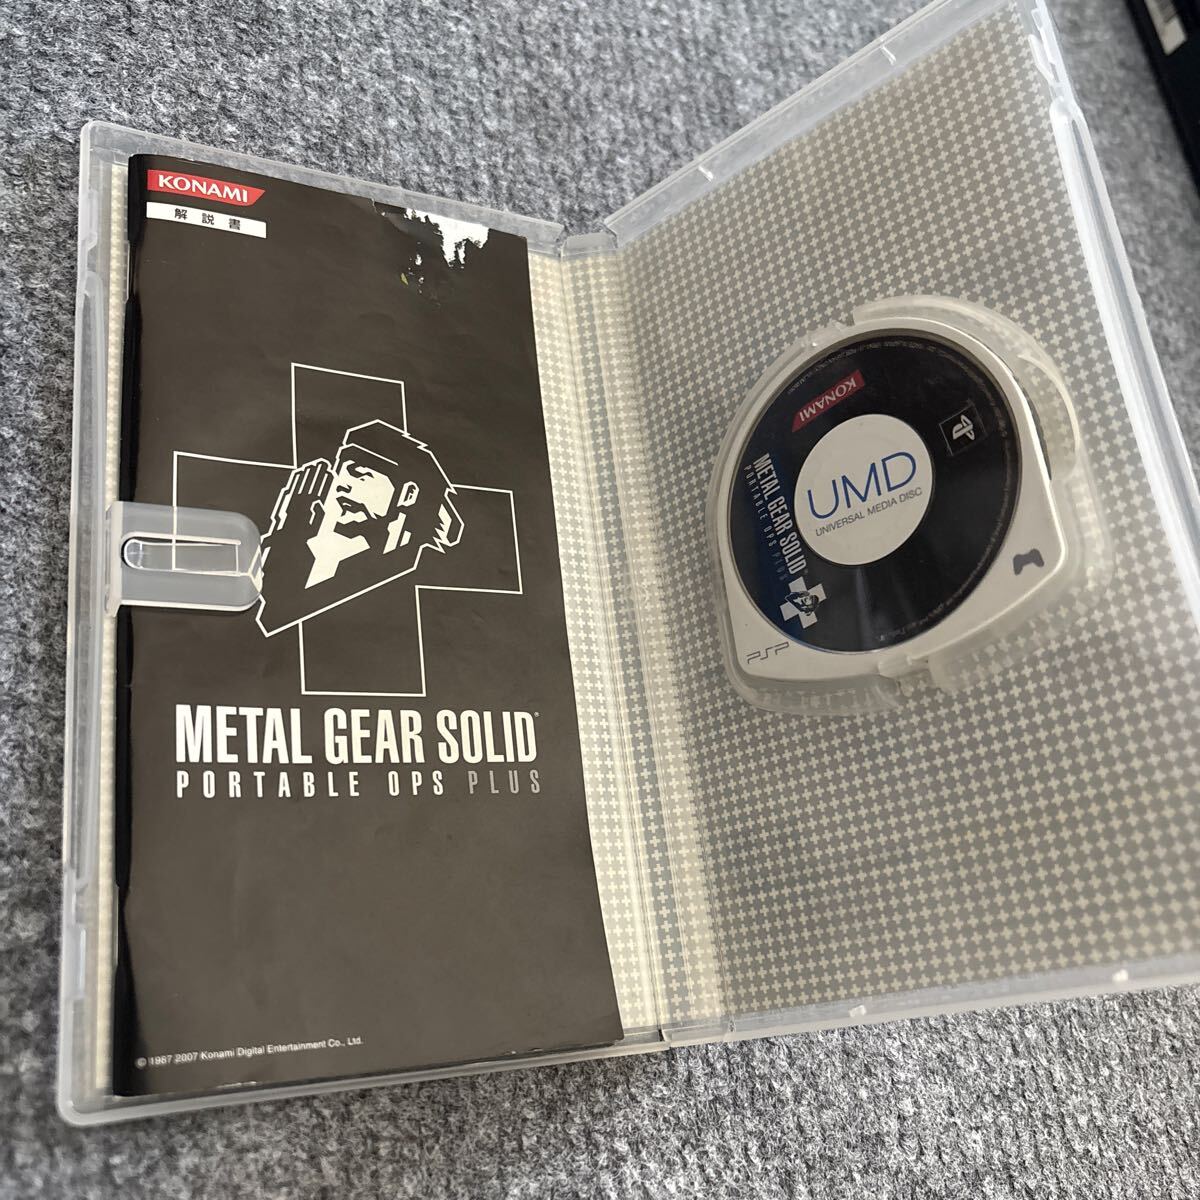 KONAMI
解説書
METAL GEAR SOLID®
PORTABLE OPS PLUS
© 1987 2007 Konami Digital Entertainment Co., Ltd.
KONAMI
UMD
UNIVERSAL MEDIA DISC
METAL GEAR SOLID
PORTABLE OPS PLUS
PSP